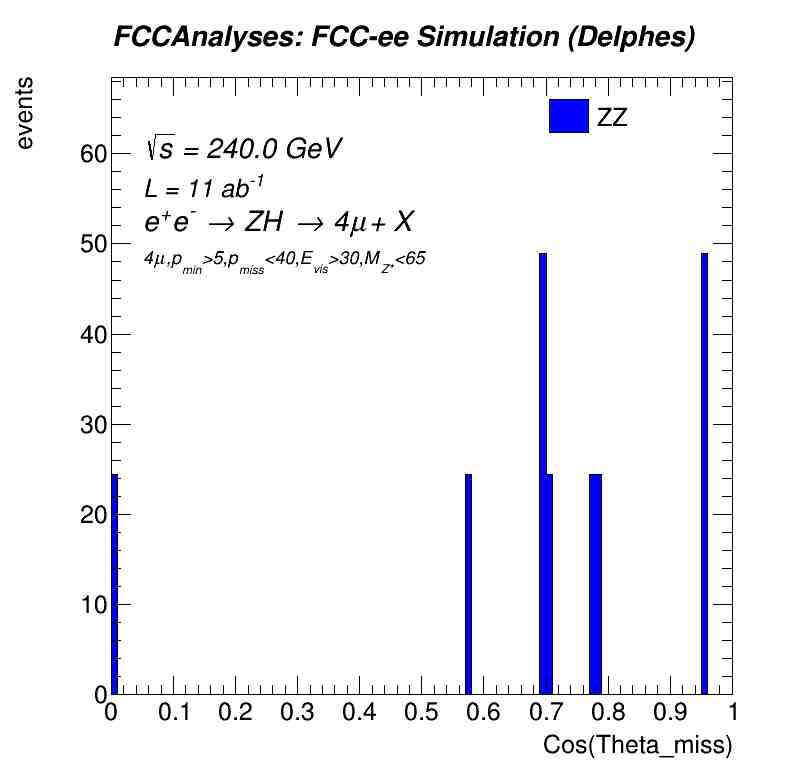 FCCAnalyses: FCC-ee Simulation (Delphes)
events
ZZ
√s = 240.0 GeV
L = 11 ab⁻¹
e⁺e⁻ → ZH → 4μ + X
4μ,p_min>5,p_miss<40,E_vis>30,M_Z*<65
60
50
40
30
20
10
0
0 0.1 0.2 0.3 0.4 0.5 0.6 0.7 0.8 0.9 1
Cos(Theta_miss)